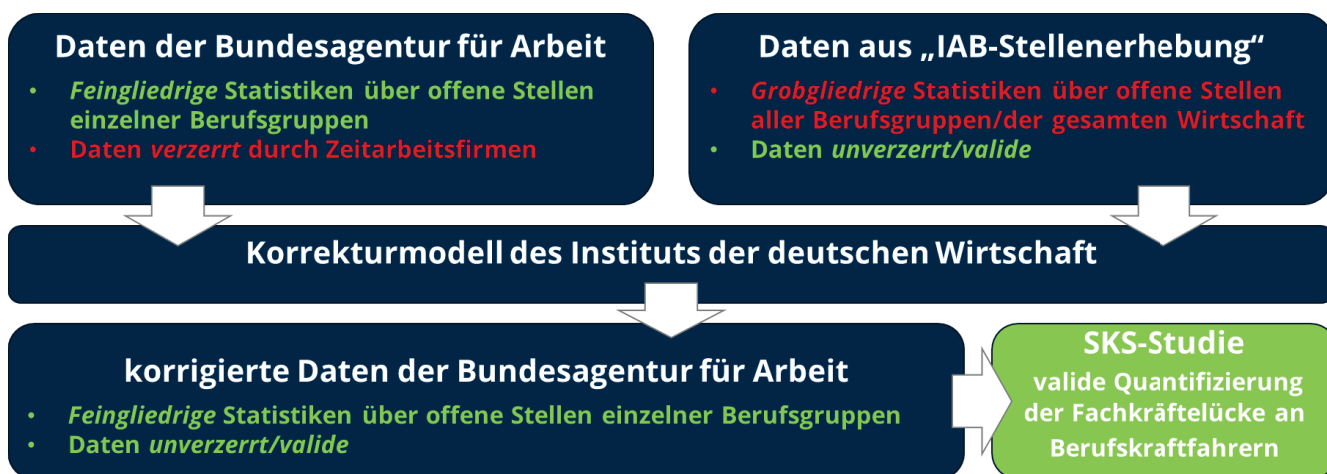 Daten der Bundesagentur für Arbeit
• Feingliedrige Statistiken über offene Stellen
einzelner Berufsgruppen
• Daten verzerrt durch Zeitarbeitsfirmen
Daten aus „IAB-Stellenerhebung“
• Grobgliedrige Statistiken über offene Stellen
aller Berufsgruppen/der gesamten Wirtschaft
• Daten unverzerrt/valide
Korrekturmodell des Instituts der deutschen Wirtschaft
korrigierte Daten der Bundesagentur für Arbeit
• Feingliedrige Statistiken über offene Stellen einzelner Berufsgruppen
• Daten unverzerrt/valide
SKS-Studie
valide Quantifizierung
der Fachkräftelücke an
Berufskraftfahrern